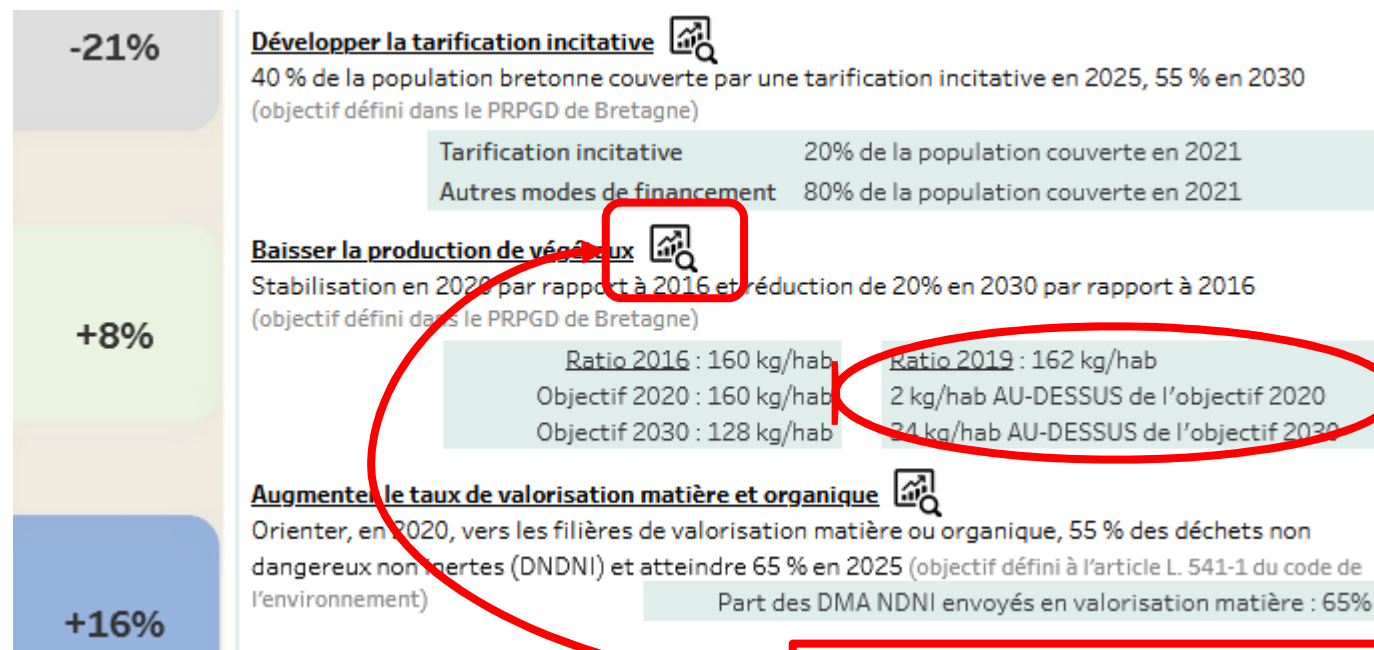 -21%
Développer la tarification incitative
40 % de la population bretonne couverte par une tarification incitative en 2025, 55 % en 2030
(objectif défini dans le PRPGD de Bretagne)
Tarification incitative 20% de la population couverte en 2021
Autres modes de financement 80% de la population couverte en 2021
+8%
Baisser la production de végétaux
Stabilisation en 2020 par rapport à 2016 et réduction de 20% en 2030 par rapport à 2016
(objectif défini dans le PRPGD de Bretagne)
Ratio 2016 : 160 kg/hab Ratio 2019 : 162 kg/hab
Objectif 2020 : 160 kg/hab 2 kg/hab AU-DESSUS de l'objectif 2020
Objectif 2030 : 128 kg/hab 34 kg/hab AU-DESSUS de l'objectif 2030
+16%
Augmenter le taux de valorisation matière et organique
Orienter, en 2020, vers les filières de valorisation matière ou organique, 55 % des déchets non
dangereux non inertes (DNDNI) et atteindre 65 % en 2025 (objectif défini à l'article L. 541-1 du code de
l'environnement)
Part des DMA NDNI envoyés en valorisation matière : 65%